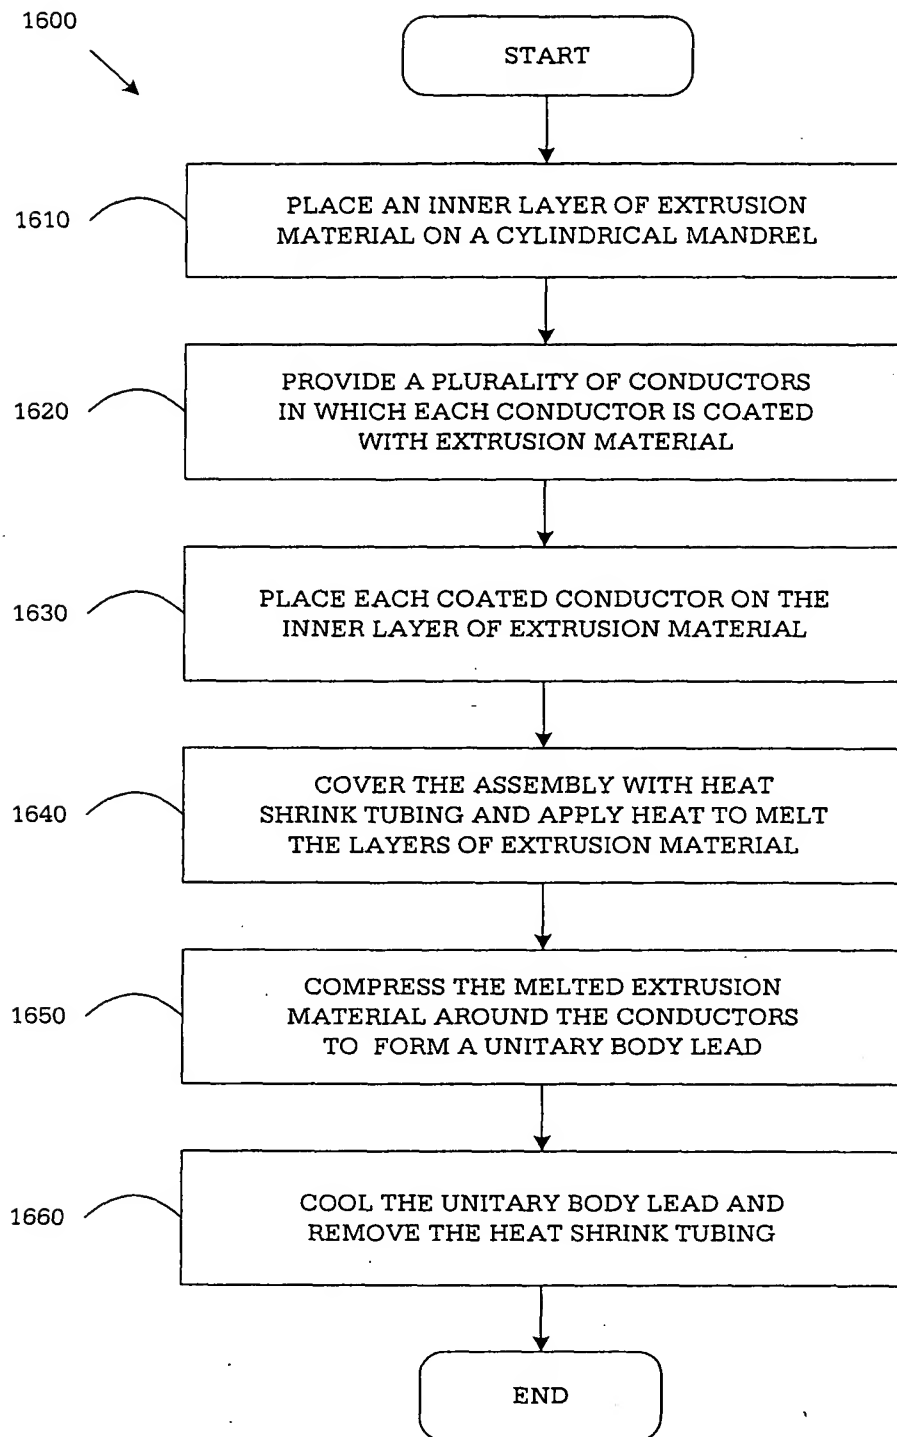 1600
START
1610
PLACE AN INNER LAYER OF EXTRUSION
MATERIAL ON A CYLINDRICAL MANDREL
1620
PROVIDE A PLURALITY OF CONDUCTORS
IN WHICH EACH CONDUCTOR IS COATED
WITH EXTRUSION MATERIAL
1630
PLACE EACH COATED CONDUCTOR ON THE
INNER LAYER OF EXTRUSION MATERIAL
1640
COVER THE ASSEMBLY WITH HEAT
SHRINK TUBING AND APPLY HEAT TO MELT
THE LAYERS OF EXTRUSION MATERIAL
1650
COMPRESS THE MELTED EXTRUSION
MATERIAL AROUND THE CONDUCTORS
TO FORM A UNITARY BODY LEAD
1660
COOL THE UNITARY BODY LEAD AND
REMOVE THE HEAT SHRINK TUBING
END